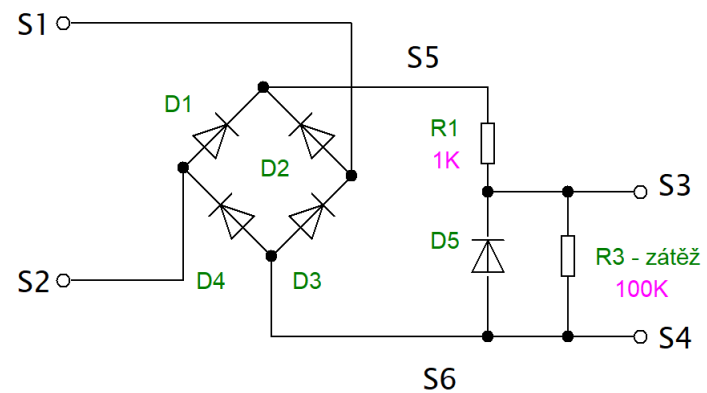 S1
S5
D1
R1
1K
D2
S3
D5
R3 - zátěž
100K
S2
D4
D3
S4
S6